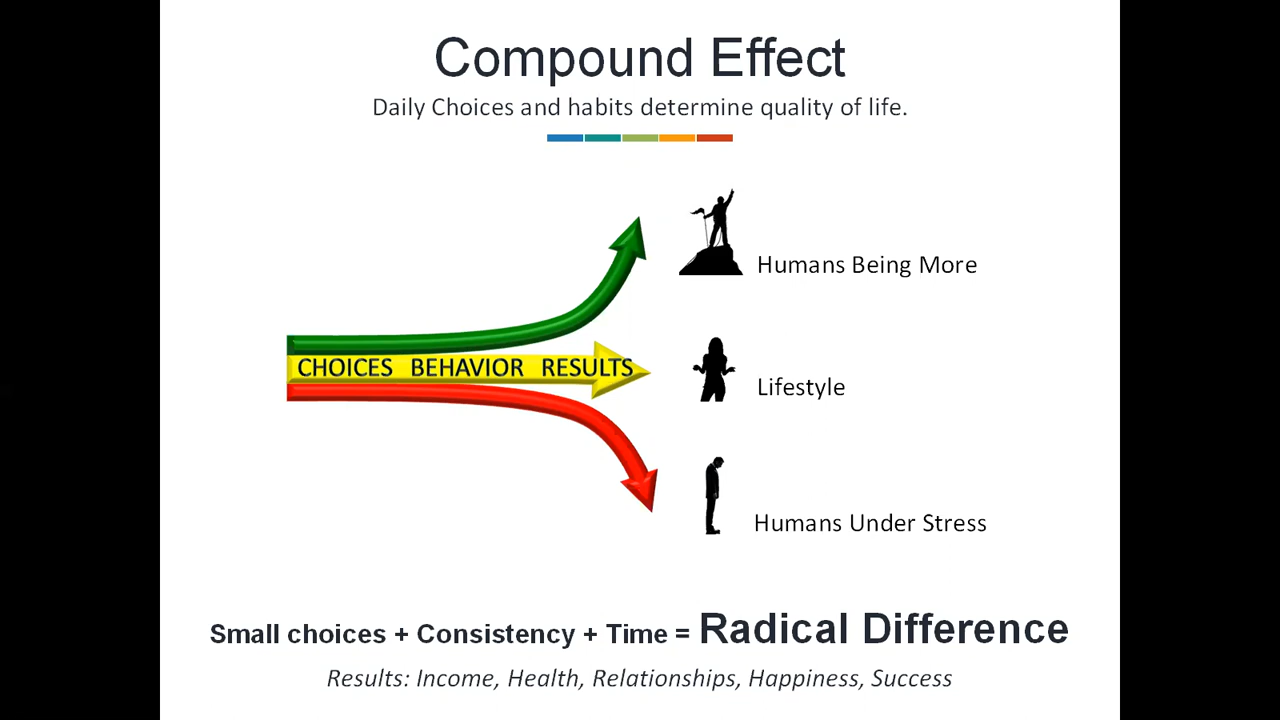 Compound Effect
Daily Choices and habits determine quality of life.
Humans Being More
CHOICES BEHAVIOR RESULTS
Lifestyle
Humans Under Stress
Small choices + Consistency + Time = Radical Difference
Results: Income, Health, Relationships, Happiness, Success